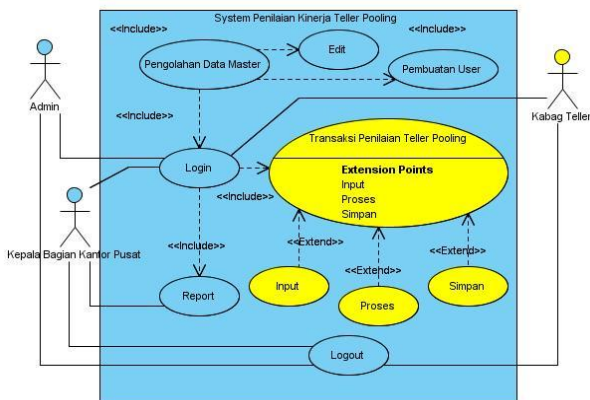 System Penilaian Kinerja Teller Pooling
<<Include>>
<<Include>>
<<Include>>
Edit
Pengolahan Data Master
Pembuatan User
Admin
Kabag Teller
<<Include>>
Transaksi Penilaian Teller Pooling
Login
Extension Points
Input
Proses
Simpan
<<Include>>
Kepala Bagian Kantor Pusat
<<Include>>
<<Extend>>
<<Extend>>
<<Extend>>
Report
Input
Proses
Simpan
Logout